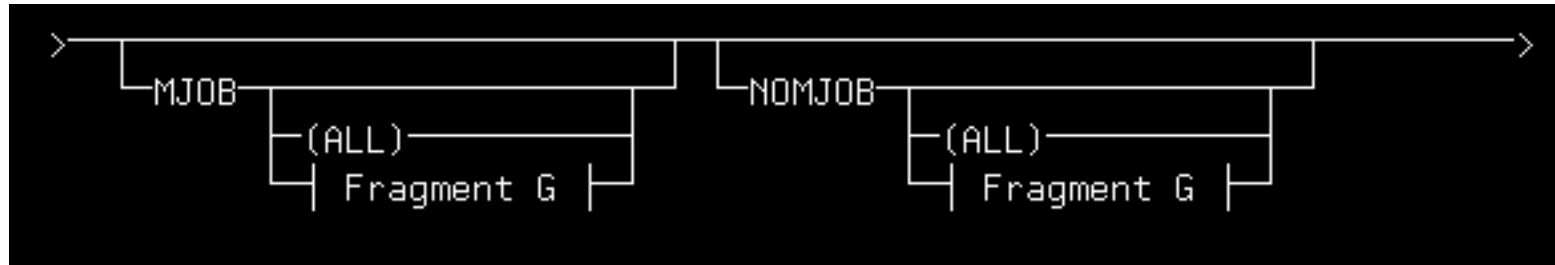 MJOB NOMJOB
(ALL) (ALL)
Fragment G Fragment G